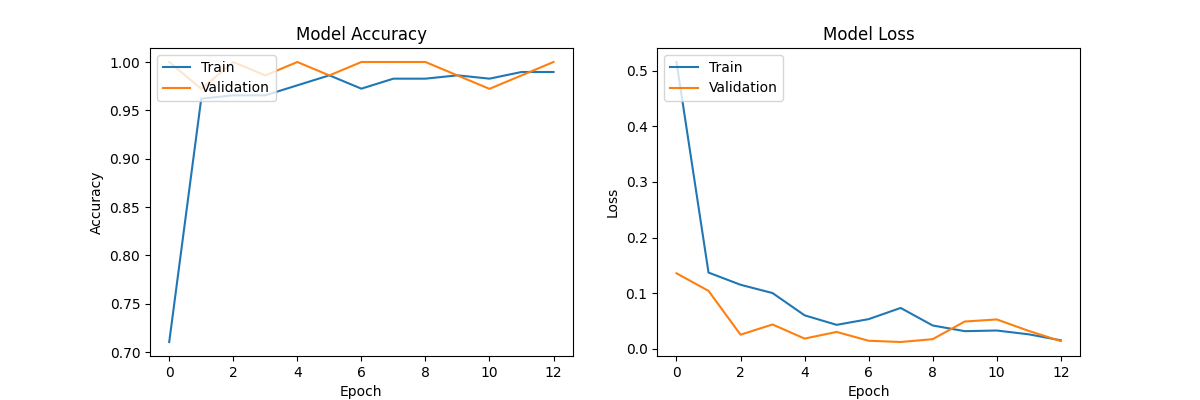 Model Accuracy
Train
Validation
1.00
0.95
0.90
0.85
0.80
0.75
0.70
Accuracy
0 2 4 6 8 10 12
Epoch
Model Loss
Train
Validation
0.5
0.4
0.3
0.2
0.1
0.0
Loss
0 2 4 6 8 10 12
Epoch